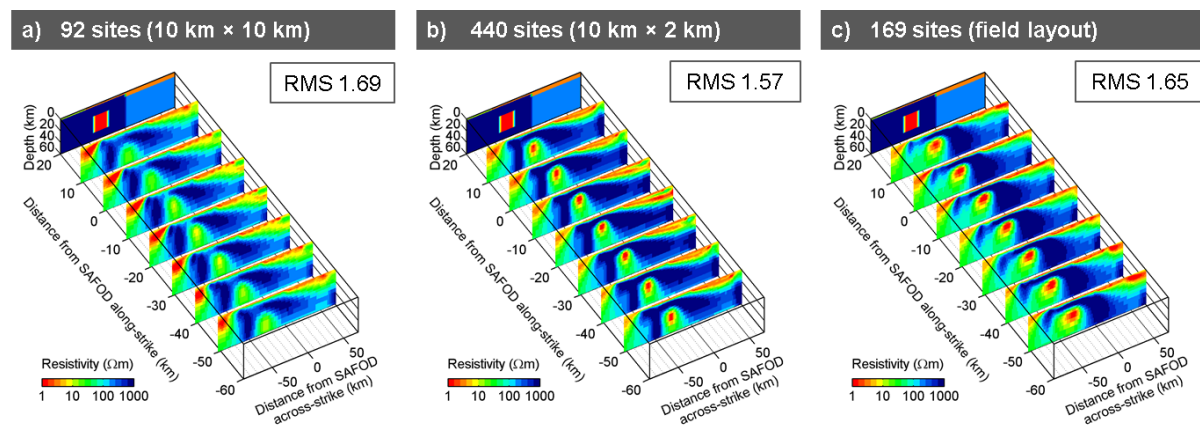 a) 92 sites (10 km × 10 km)
RMS 1.69
Depth (km)
0
20
40
60
20
10
0
-10
-20
-30
-40
-50
-60
Distance from SAFOD along-strike (km)
-50
0
50
Distance from SAFOD
across-strike (km)
Resistivity (Ωm)
1 10 100 1000
b) 440 sites (10 km × 2 km)
RMS 1.57
Depth (km)
0
20
40
60
20
10
0
-10
-20
-30
-40
-50
-60
Distance from SAFOD along-strike (km)
-50
0
50
Distance from SAFOD
across-strike (km)
Resistivity (Ωm)
1 10 100 1000
c) 169 sites (field layout)
RMS 1.65
Depth (km)
0
20
40
60
20
10
0
-10
-20
-30
-40
-50
-60
Distance from SAFOD along-strike (km)
-50
0
50
Distance from SAFOD
across-strike (km)
Resistivity (Ωm)
1 10 100 1000